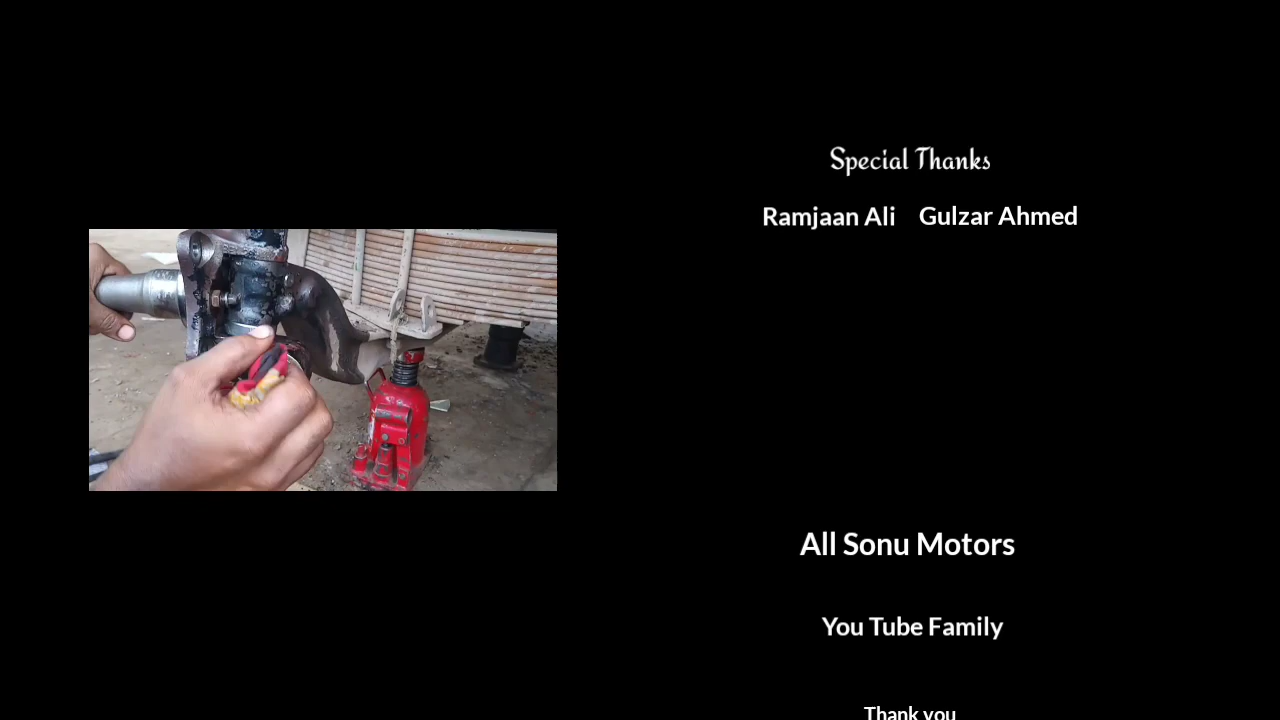 Special Thanks
Ramjaan Ali Gulzar Ahmed
All Sonu Motors
You Tube Family
Thank you